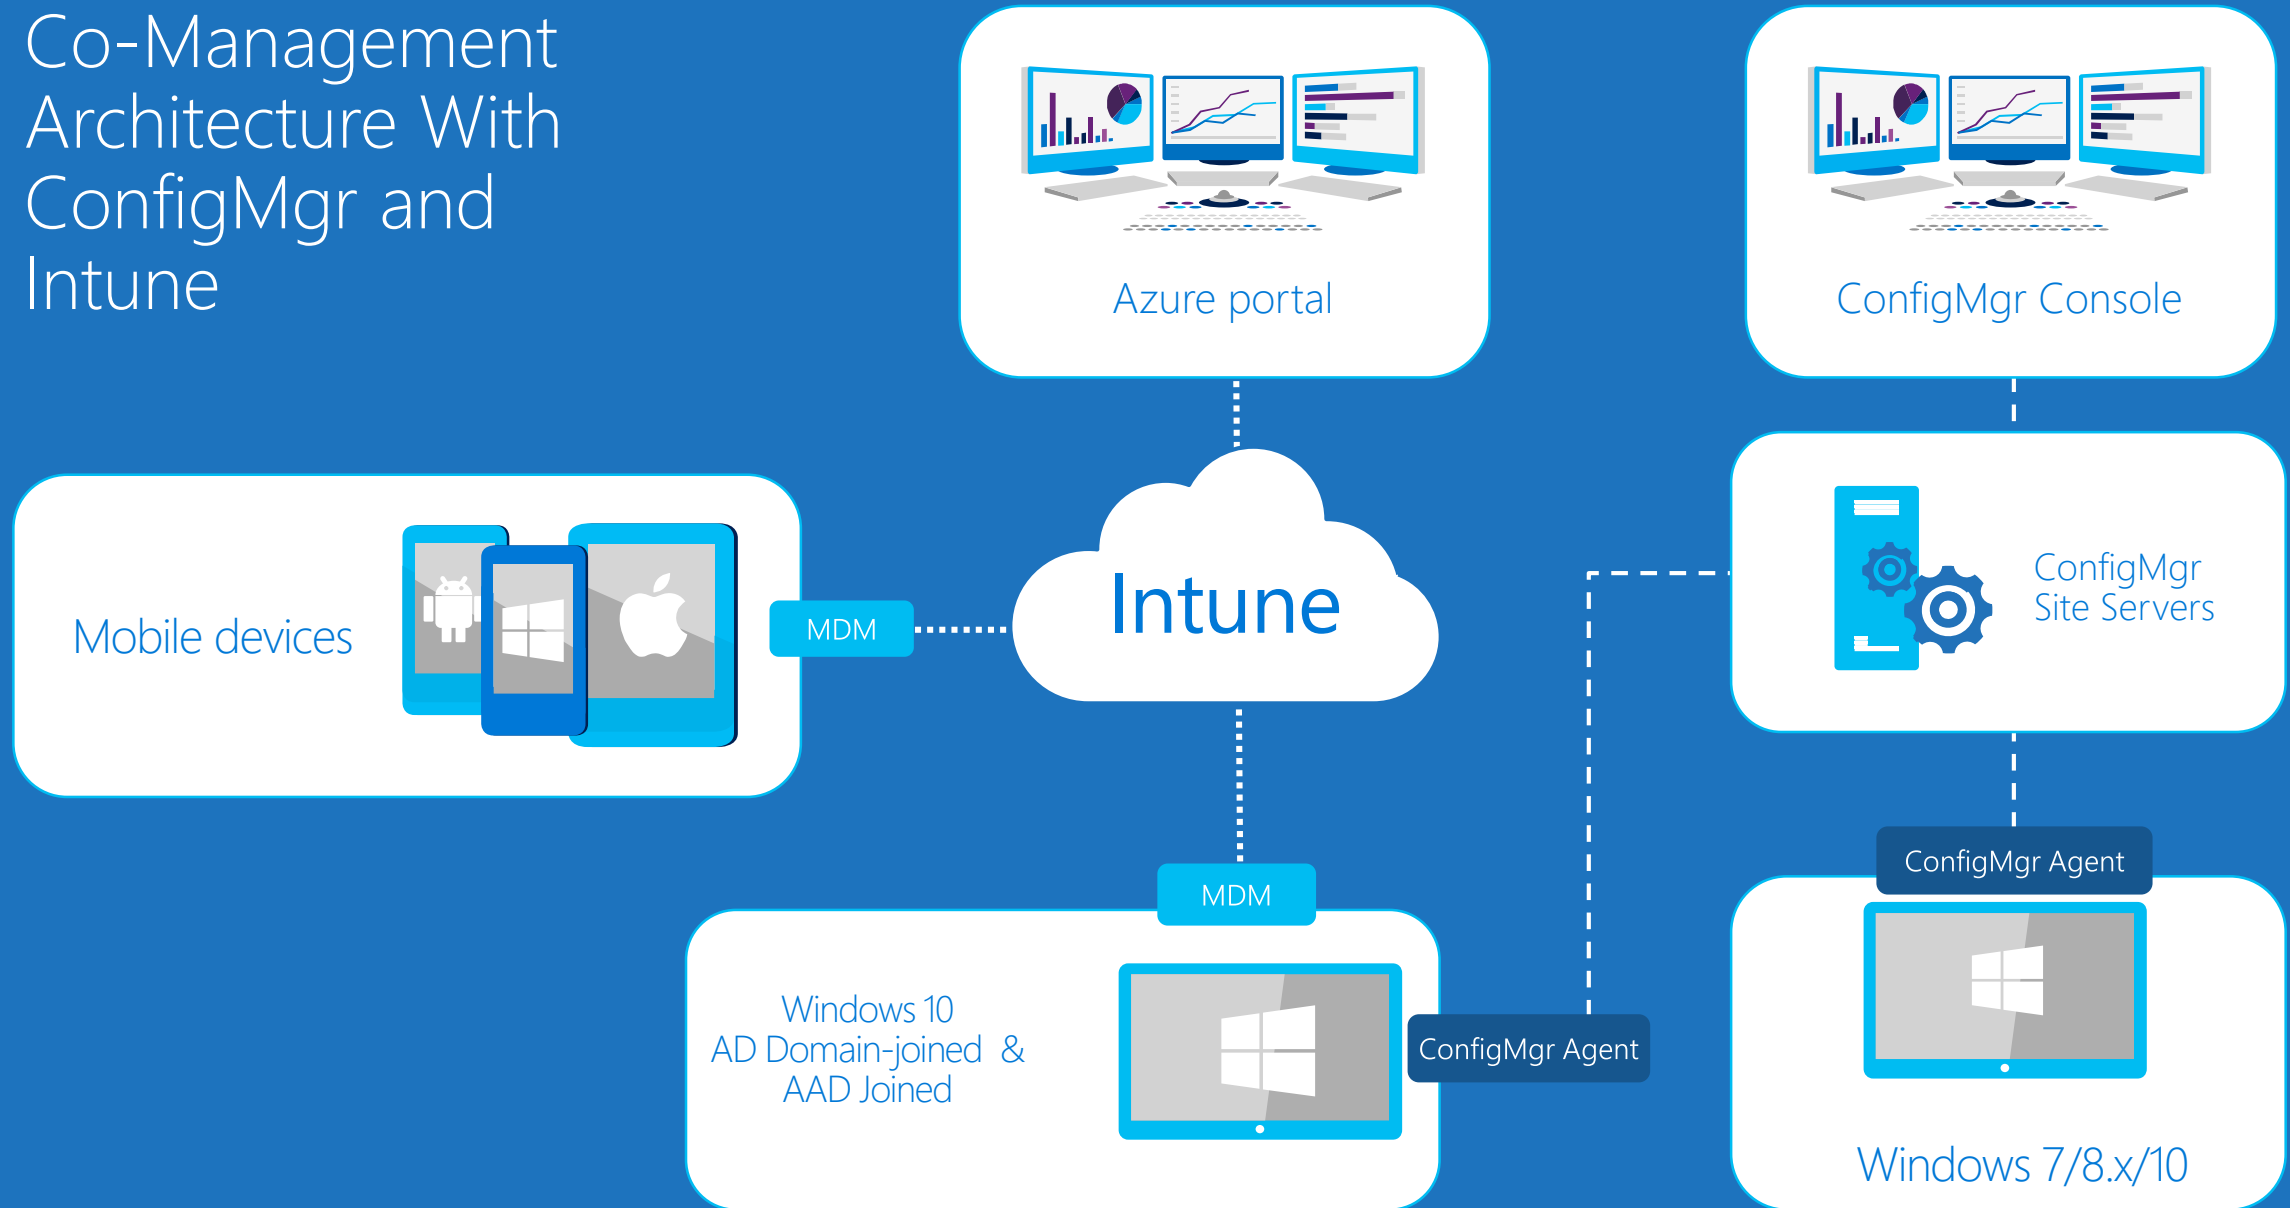 Co-Management
Architecture With
ConfigMgr and
Intune
Azure portal
ConfigMgr Console
Mobile devices
MDM
Intune
ConfigMgr
Site Servers
MDM
ConfigMgr Agent
Windows 10
AD Domain-joined &
AAD Joined
ConfigMgr Agent
Windows 7/8.x/10